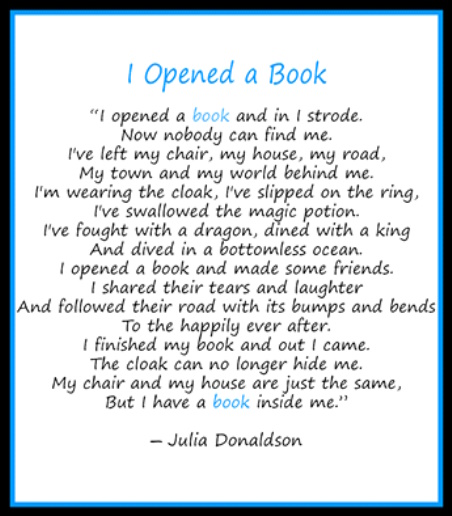 I Opened a Book
“I opened a book and in I strode.
Now nobody can find me.
I've left my chair, my house, my road,
My town and my world behind me.
I'm wearing the cloak, I've slipped on the ring,
I've swallowed the magic potion.
I've fought with a dragon, dined with a king
And dived in a bottomless ocean.
I opened a book and made some friends.
I shared their tears and laughter
And followed their road with its bumps and bends
To the happily ever after.
I finished my book and out I came.
The cloak can no longer hide me.
My chair and my house are just the same,
But I have a book inside me.”
– Julia Donaldson